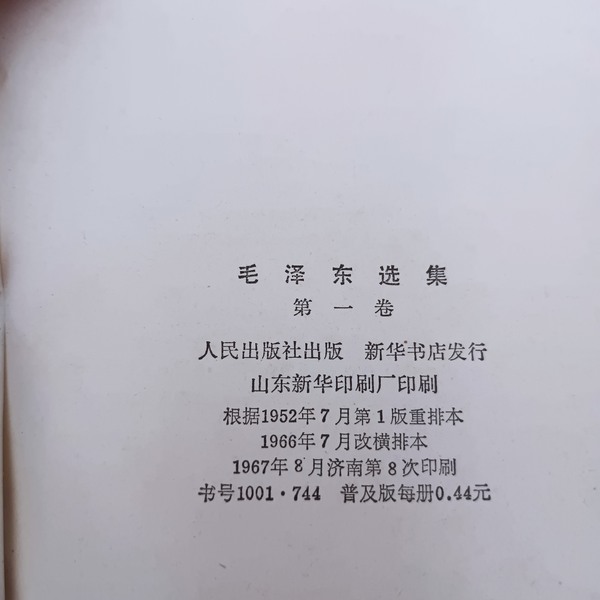 毛泽东选集
第一卷
人民出版社出版 新华书店发行
山东新华印刷厂印刷
根据1952年7月第1版重排本
1966年7月改横排本
1967年8月济南第8次印刷
书号1001·744 普及版每册0.44元